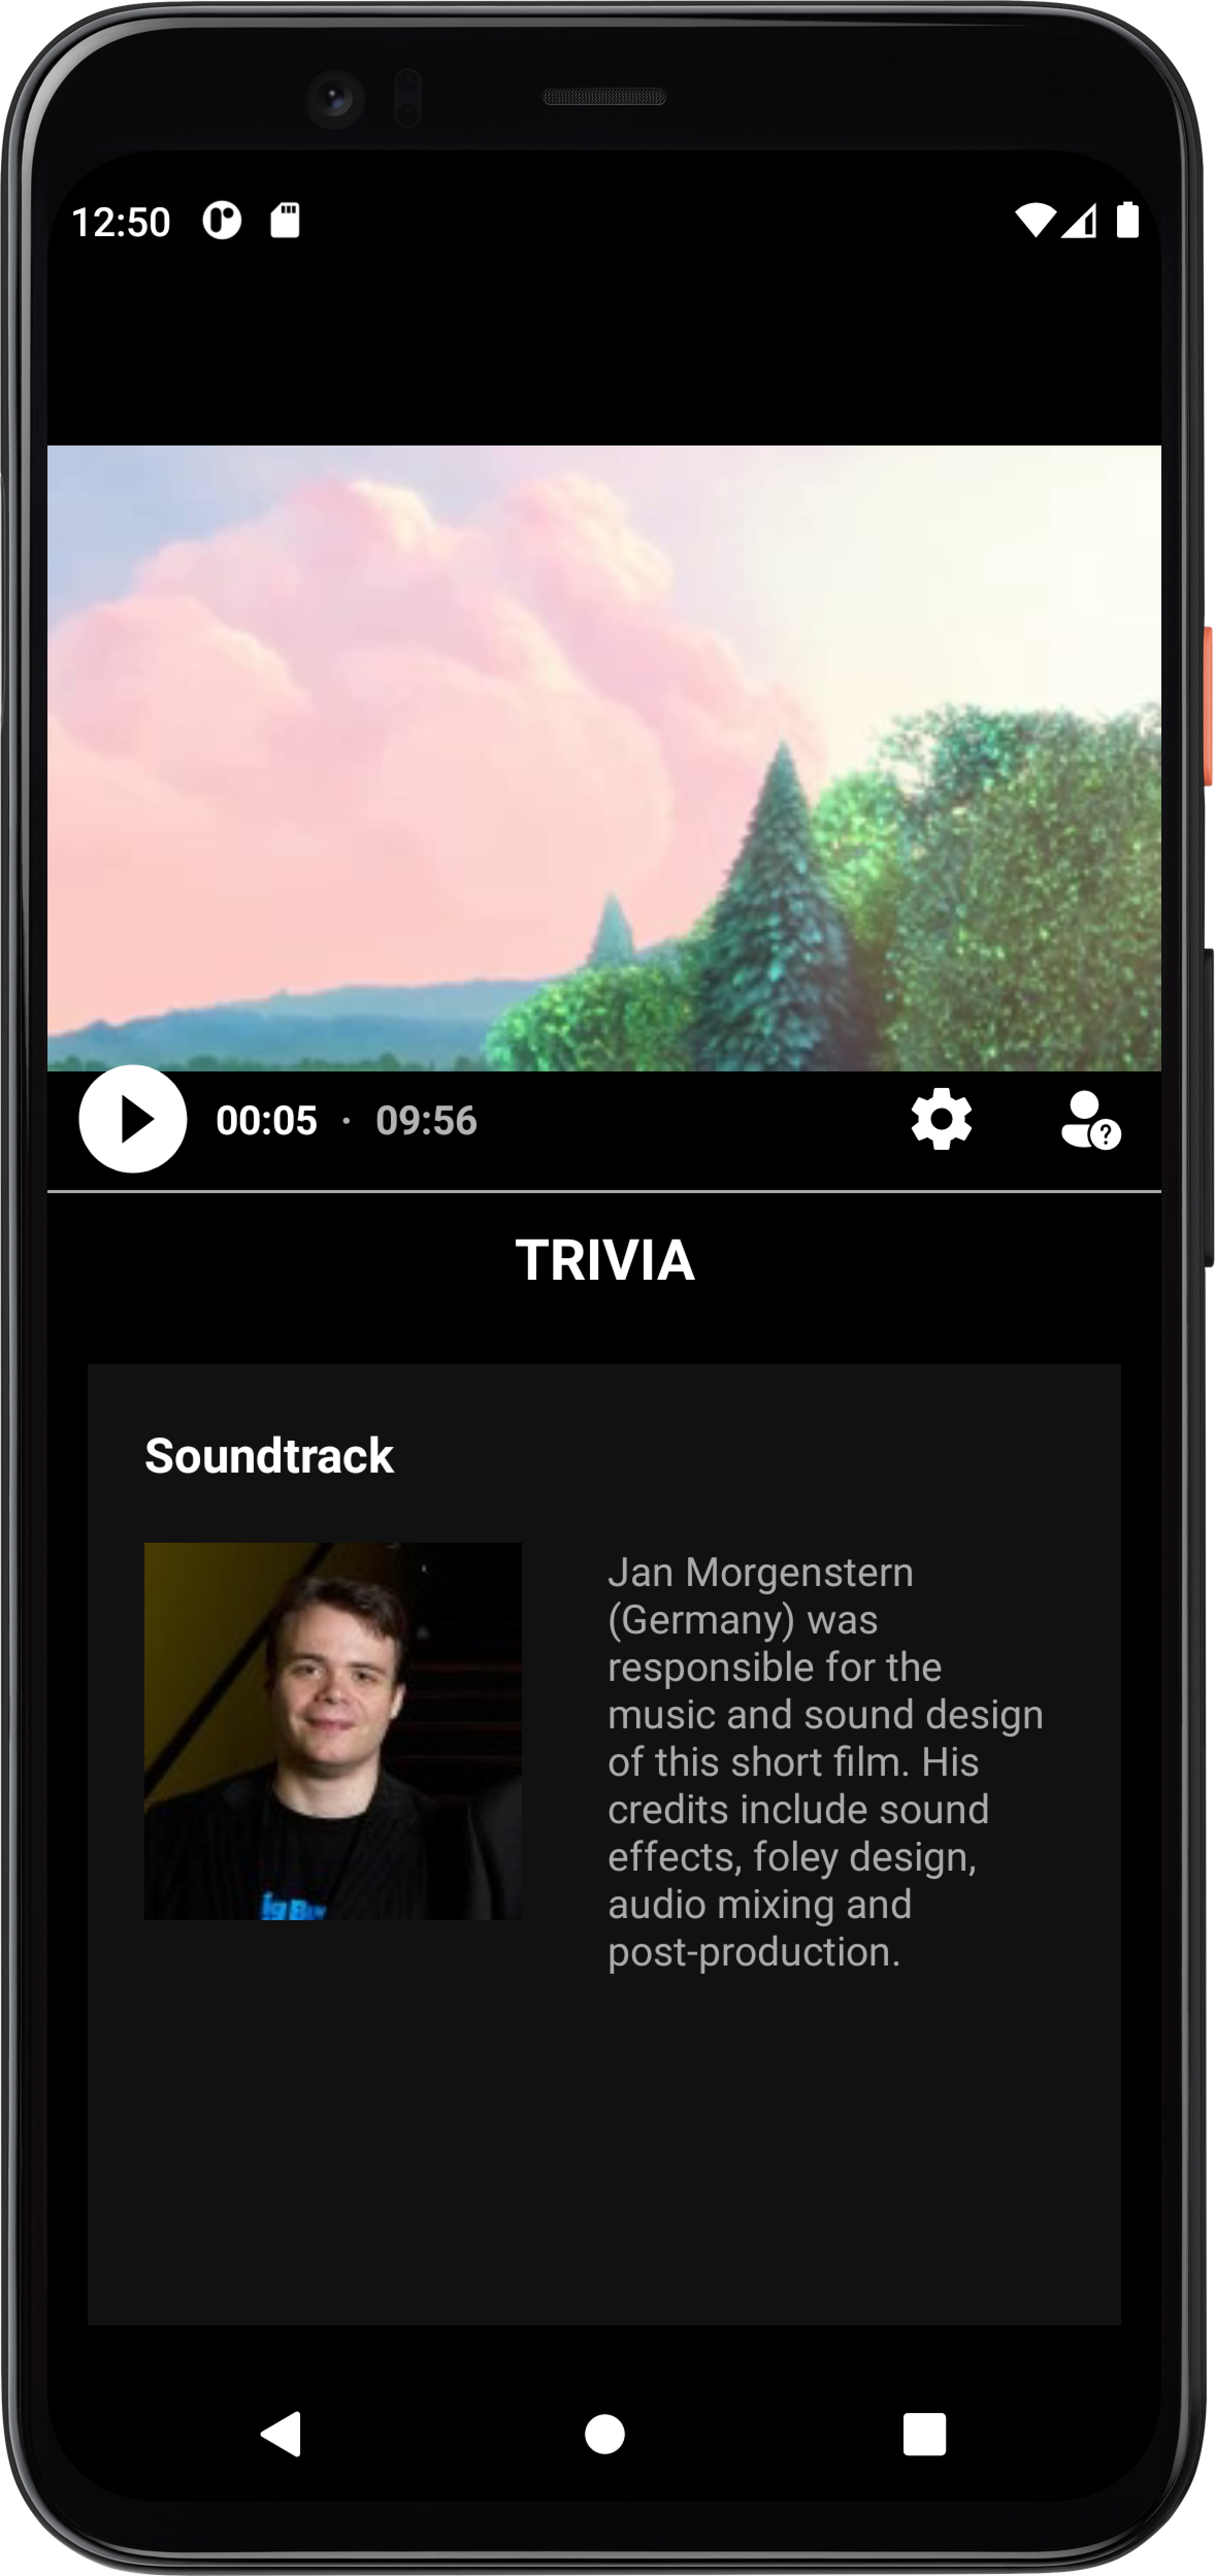 12:50
00:05 · 09:56
?
TRIVIA
Soundtrack
Jan Morgenstern
(Germany) was
responsible for the
music and sound design
of this short film. His
credits include sound
effects, foley design,
audio mixing and
post-production.